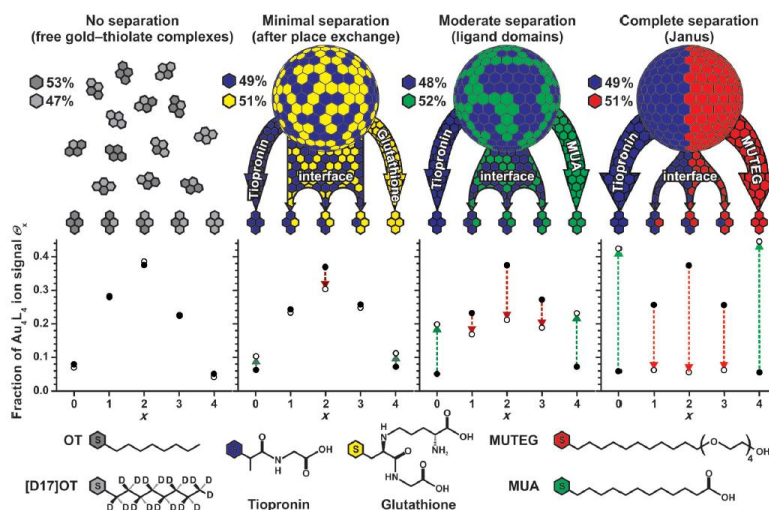 No separation
(free gold–thiolate complexes)
53%
47%
Minimal separation
(after place exchange)
49%
51%
Tiopronin
Glutathione
interface
Moderate separation
(ligand domains)
48%
52%
Tiopronin
MUA
interface
Complete separation
(Janus)
49%
51%
Tiopronin
MUTEG
interface
Fraction of Au4L4 ion signal Θx
0.4
0.3
0.2
0.1
0.0
0 1 2 3 4
x
0 1 2 3 4
x
0 1 2 3 4
x
0 1 2 3 4
x
OT
S
[D17]OT
S
D D D D D D D D D
D D D D D D D D
O
N
H
O
OH
Tiopronin
S
H
N
O
OH
NH2
O
HN
O
OH
Glutathione
MUTEG
S
O
4
OH
MUA
S
O
OH